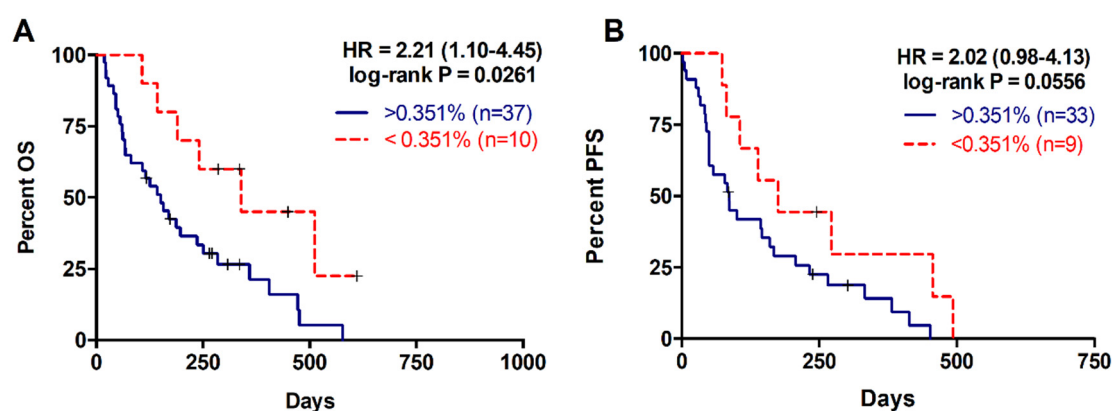 A
HR = 2.21 (1.10-4.45)
log-rank P = 0.0261
>0.351% (n=37)
< 0.351% (n=10)
Percent OS
100
75
50
25
0
0 250 500 750 1000
Days
B
HR = 2.02 (0.98-4.13)
log-rank P = 0.0556
>0.351% (n=33)
<0.351% (n=9)
Percent PFS
100
75
50
25
0
0 250 500 750
Days